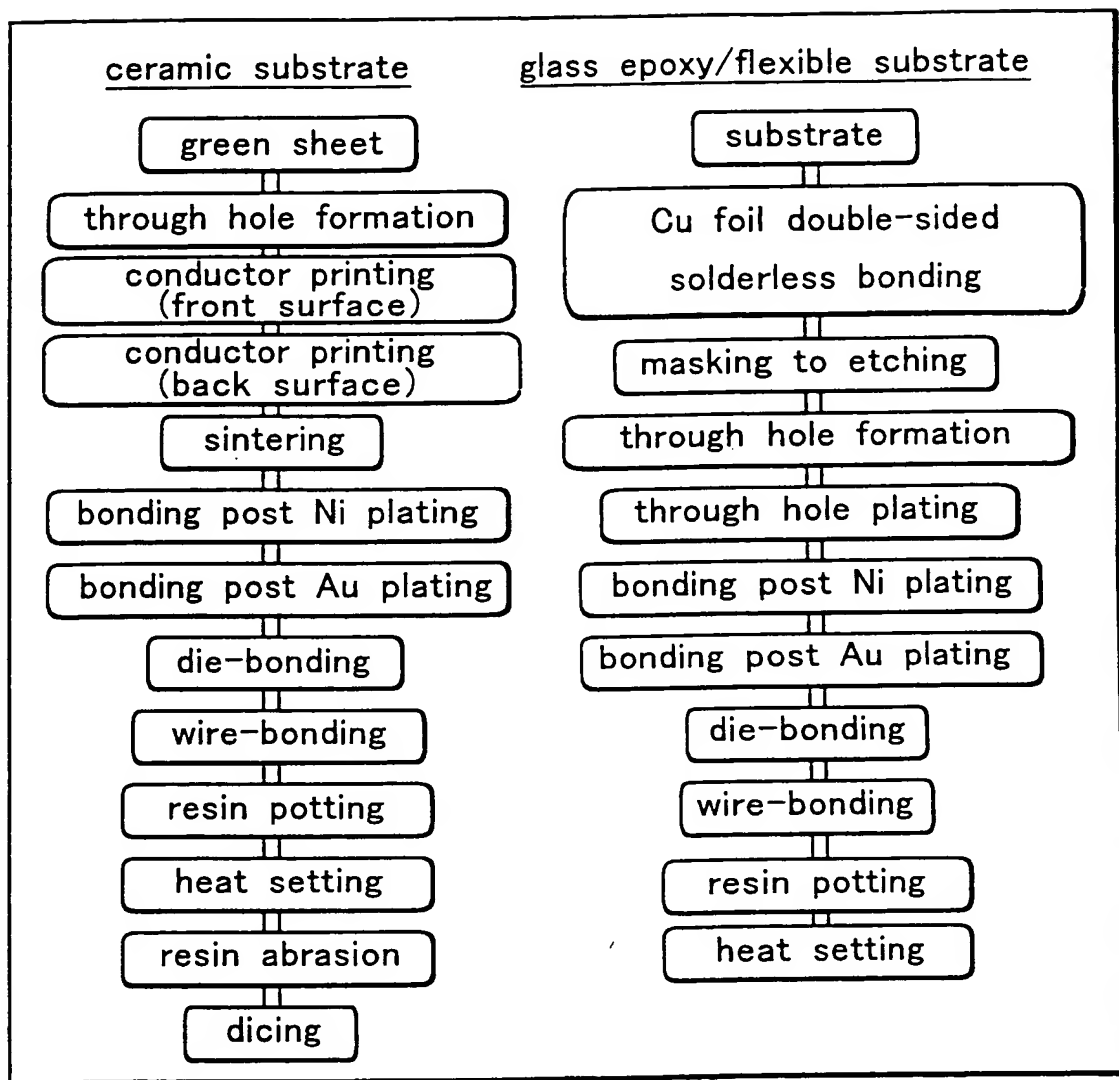 ceramic substrate
green sheet
through hole formation
conductor printing
(front surface)
conductor printing
(back surface)
sintering
bonding post Ni plating
bonding post Au plating
die-bonding
wire-bonding
resin potting
heat setting
resin abrasion
dicing
glass epoxy/flexible substrate
substrate
Cu foil double-sided
solderless bonding
masking to etching
through hole formation
through hole plating
bonding post Ni plating
bonding post Au plating
die-bonding
wire-bonding
resin potting
heat setting